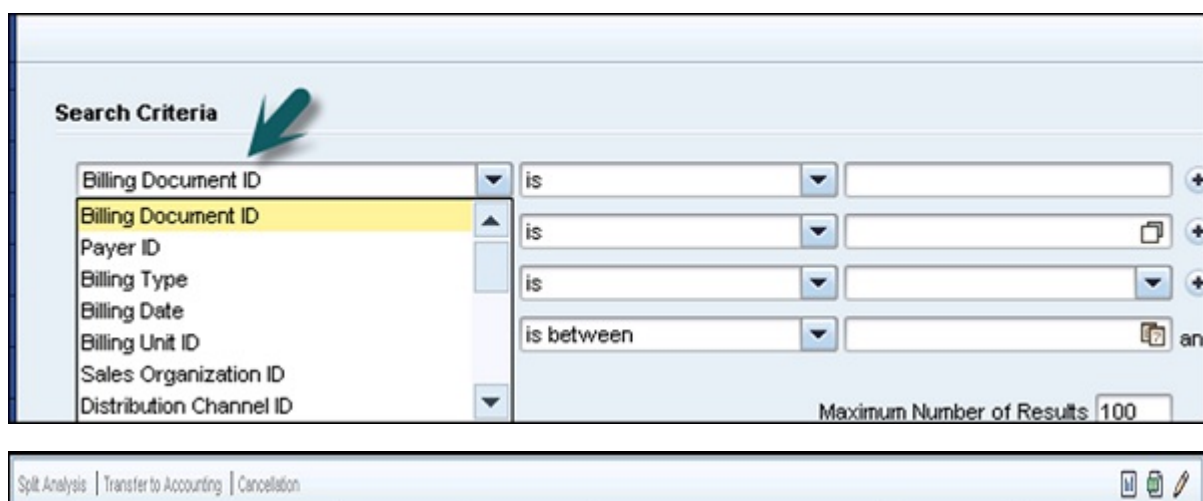 Search Criteria
Billing Document ID is
Billing Document ID
is
Payer ID
Billing Type is
Billing Date
Billing Unit ID is between an
Sales Organization ID
Distribution Channel ID Maximum Number of Results 100
Split Analysis | Transfer to Accounting | Cancellation